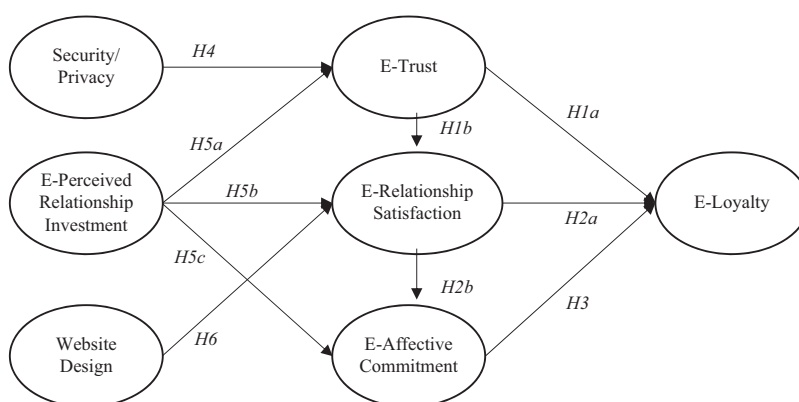 Security/
Privacy
H4
E-Trust
H1b
H1a
H5a
E-Perceived
Relationship
Investment
H5b
E-Relationship
Satisfaction
H2a
E-Loyalty
H5c
H2b
H3
Website
Design
H6
E-Affective
Commitment